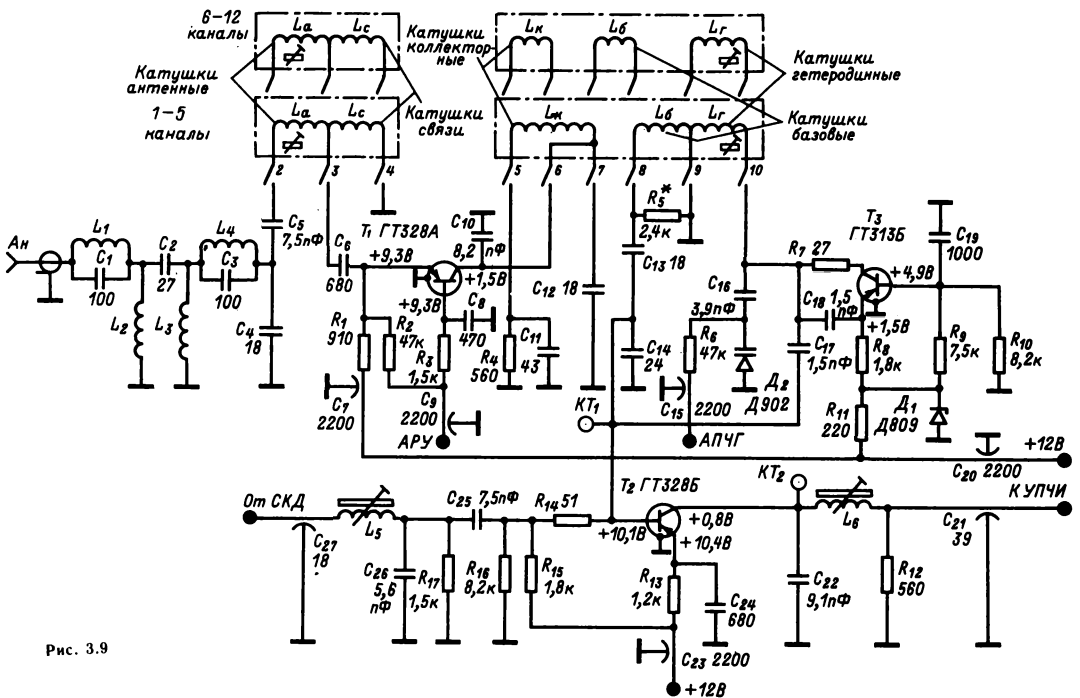 6–12
каналы
Lа
Lс
Катушки
коллектор-
ные
Lк
Lб
Lг
Катушки
гетеродинные
Катушки
антенные
1–5
каналы
Lа
Lс
Катушки
связи
Lк
Lб
Lг
Катушки
базовые
2
3
4
5
6
7
8
9
10
Ан
L1
C1
100
C2
27
L4
C3
100
L2
L3
C5
7,5пФ
C4
18
C6
680
T1 ГТ328А
+9,3В
+9,3В
+1,5В
C10
8,2 пФ
C8
470
R1
910
R2
47к
R3
1,5к
R4
560
C11
43
C12 18
C7
2200
C9
2200
АРУ
R5*
2,4к
C13 18
C14
24
КТ1
C16
3,9пФ
R6
47к
C15
2200
АПЧГ
Д2
Д902
R7 27
T3
ГТ313Б
+4,9В
C19
1000
C18
1,5
пФ
+1,5В
C17
1,5пФ
R8
1,8к
R9
7,5к
R10
8,2к
R11
220
Д1
Д809
C20 2200
+12В
От СКД
L5
C27
18
C26
5,6
пФ
R17
1,5к
C25
7,5пФ
R16
8,2к
R14 51
R15
1,8к
T2 ГТ328Б
+10,1В
+0,8В
+10,4В
R13
1,2к
C24
680
C23 2200
+12В
КТ2
L6
C22
9,1пФ
R12
560
C21
39
К УПЧИ
Рис. 3.9